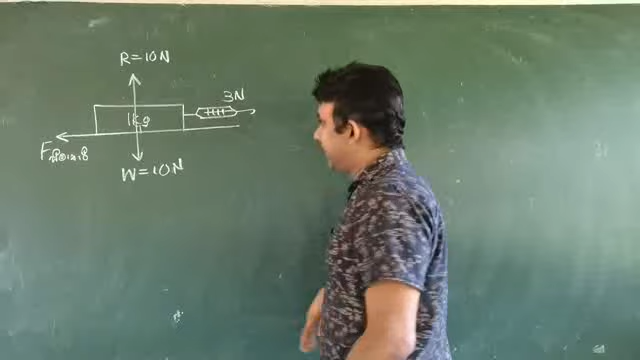 R = 10N
3N
1kg
F
W = 10N